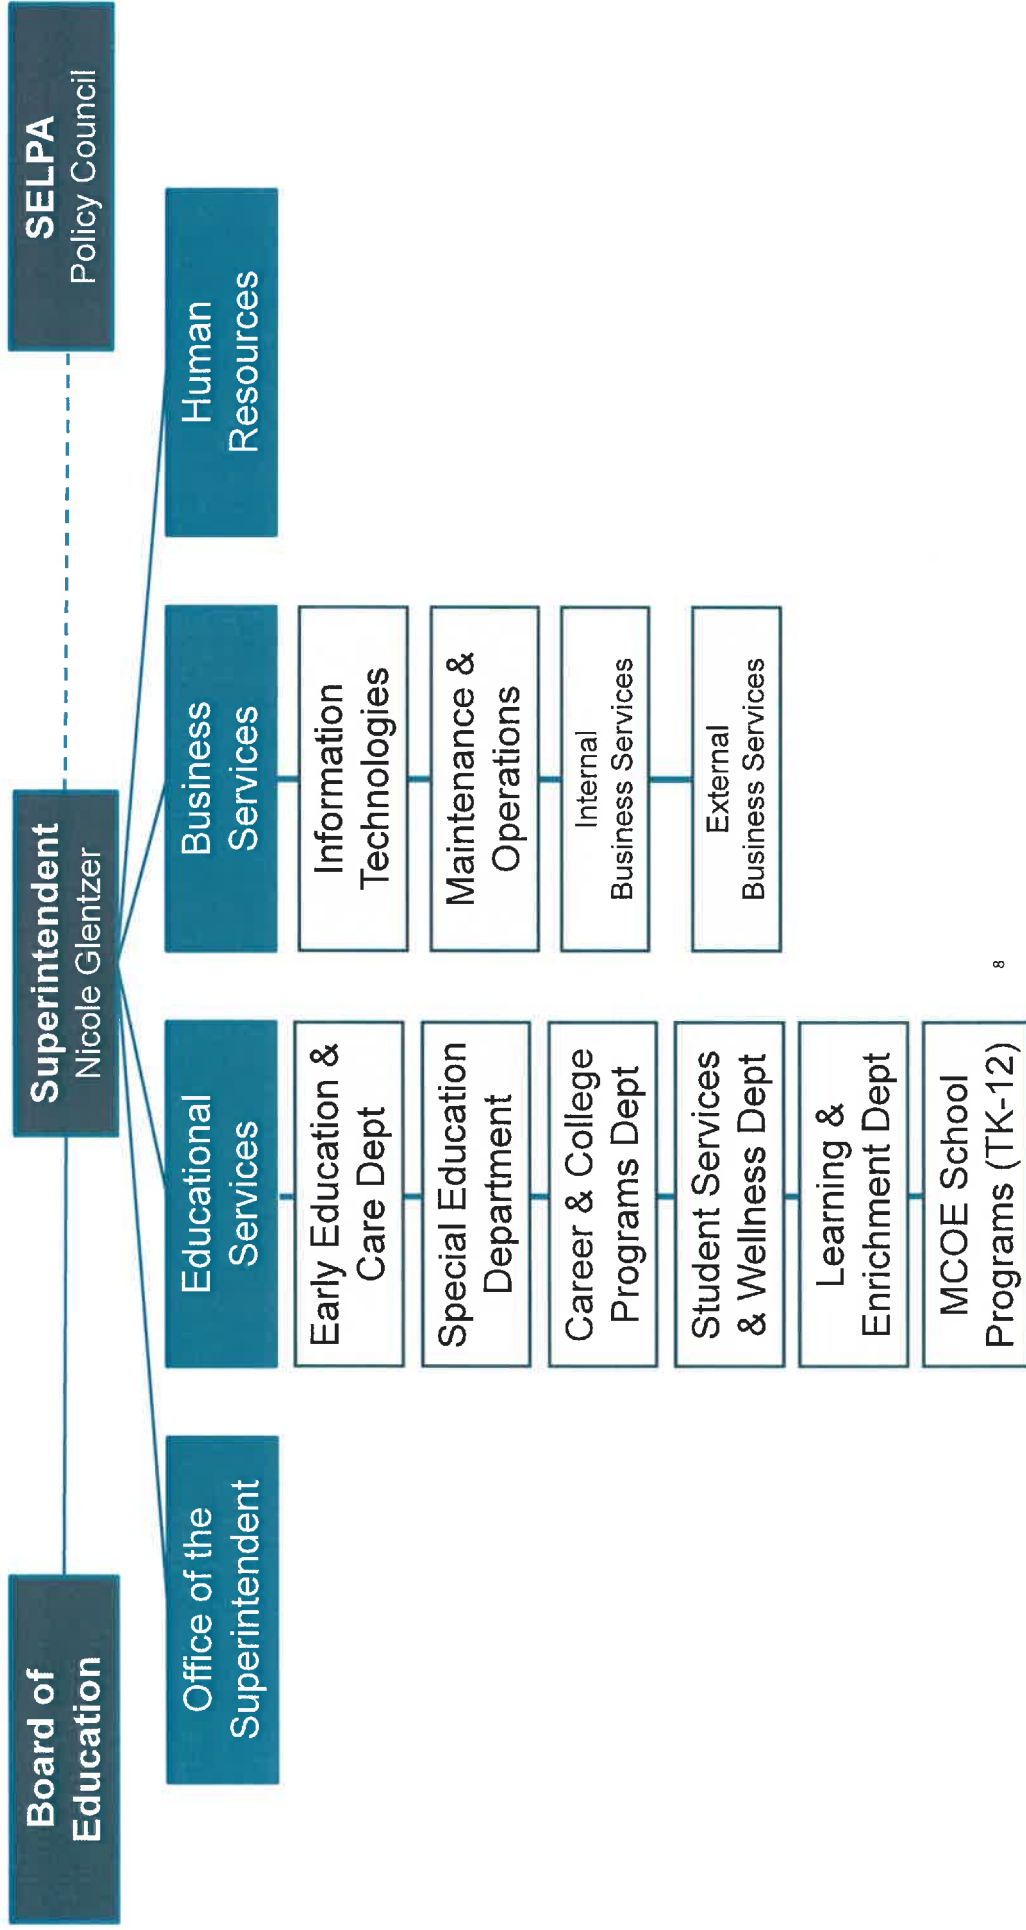 Board of
Education
Superintendent
Nicole Glentzer
SELPA
Policy Council
Office of the
Superintendent
Educational
Services
Early Education &
Care Dept
Special Education
Department
Career & College
Programs Dept
Student Services
& Wellness Dept
Learning &
Enrichment Dept
MCOE School
Programs (TK-12)
Business
Services
Information
Technologies
Maintenance &
Operations
Internal
Business Services
External
Business Services
Human
Resources
8